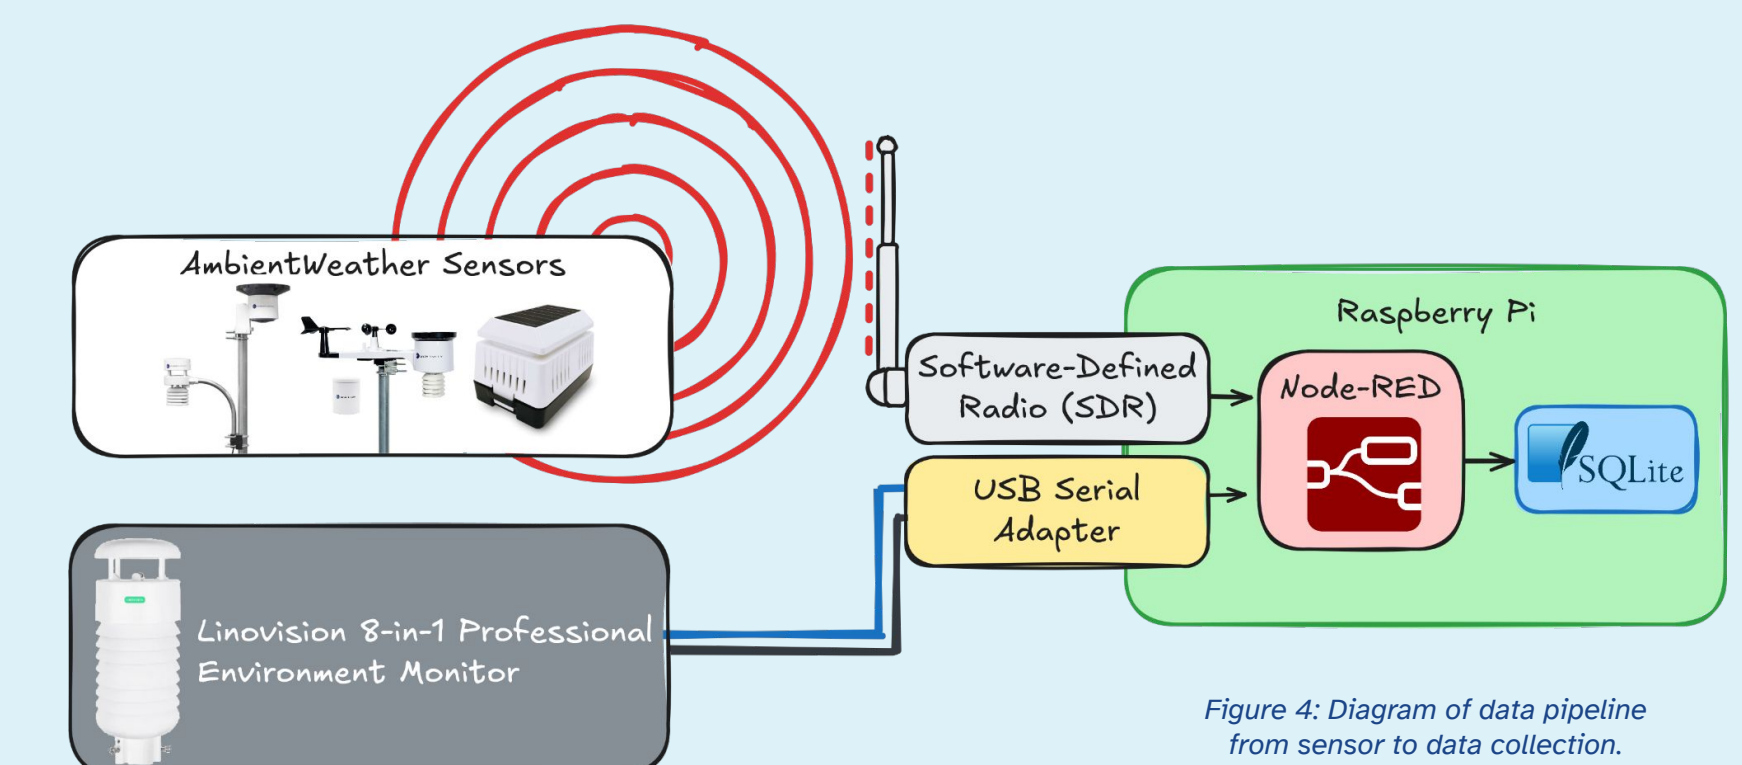 AmbientWeather Sensors
Software-Defined
Radio (SDR)
USB Serial
Adapter
Raspberry Pi
Node-RED
SQLite
Linovision 8-in-1 Professional
Environment Monitor
Figure 4: Diagram of data pipeline
from sensor to data collection.